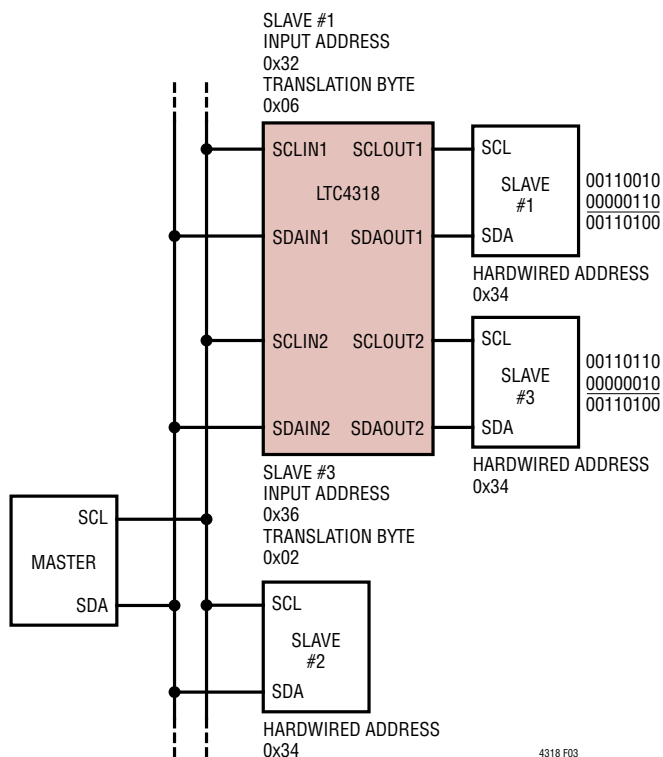 SLAVE #1
INPUT ADDRESS
0x32
TRANSLATION BYTE
0x06
SCLIN1 SCLOUT1
LTC4318
SDAIN1 SDAOUT1
SCLIN2 SCLOUT2
SDAIN2 SDAOUT2
SCL
SLAVE
#1
SDA
00110010
00000110
00110100
HARDWIRED ADDRESS
0x34
SCL
SLAVE
#3
SDA
00110110
00000010
00110100
HARDWIRED ADDRESS
0x34
SLAVE #3
INPUT ADDRESS
0x36
TRANSLATION BYTE
0x02
SCL
MASTER
SDA
SCL
SLAVE
#2
SDA
HARDWIRED ADDRESS
0x34
4318 F03